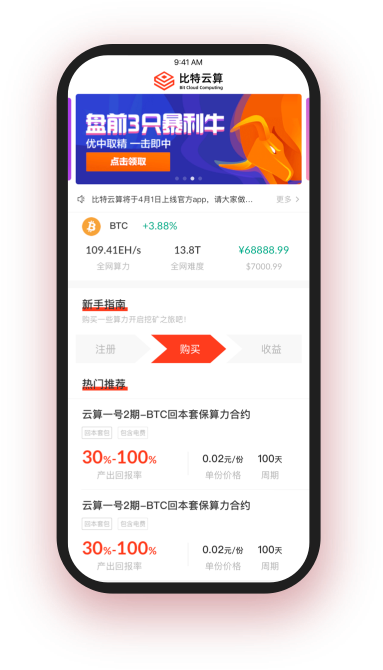 9:41 AM
比特云算
Bit Cloud Computing
盘前3只暴利牛
优中取精 一击即中
点击领取
比特云算将于4月1日上线官方app，请大家做... 更多
BTC +3.88%
109.41EH/s 13.8T ¥68888.99
全网算力 全网难度 $7000.99
新手指南
购买一些算力开启挖矿之旅吧！
注册 购买 收益
热门推荐
云算一号2期-BTC回本套保算力合约
回本套包 包含电费
30%-100% 0.02元/份 100天
产出回报率 单份价格 周期
云算一号2期-BTC回本套保算力合约
回本套包 包含电费
30%-100% 0.02元/份 100天
产出回报率 单份价格 周期